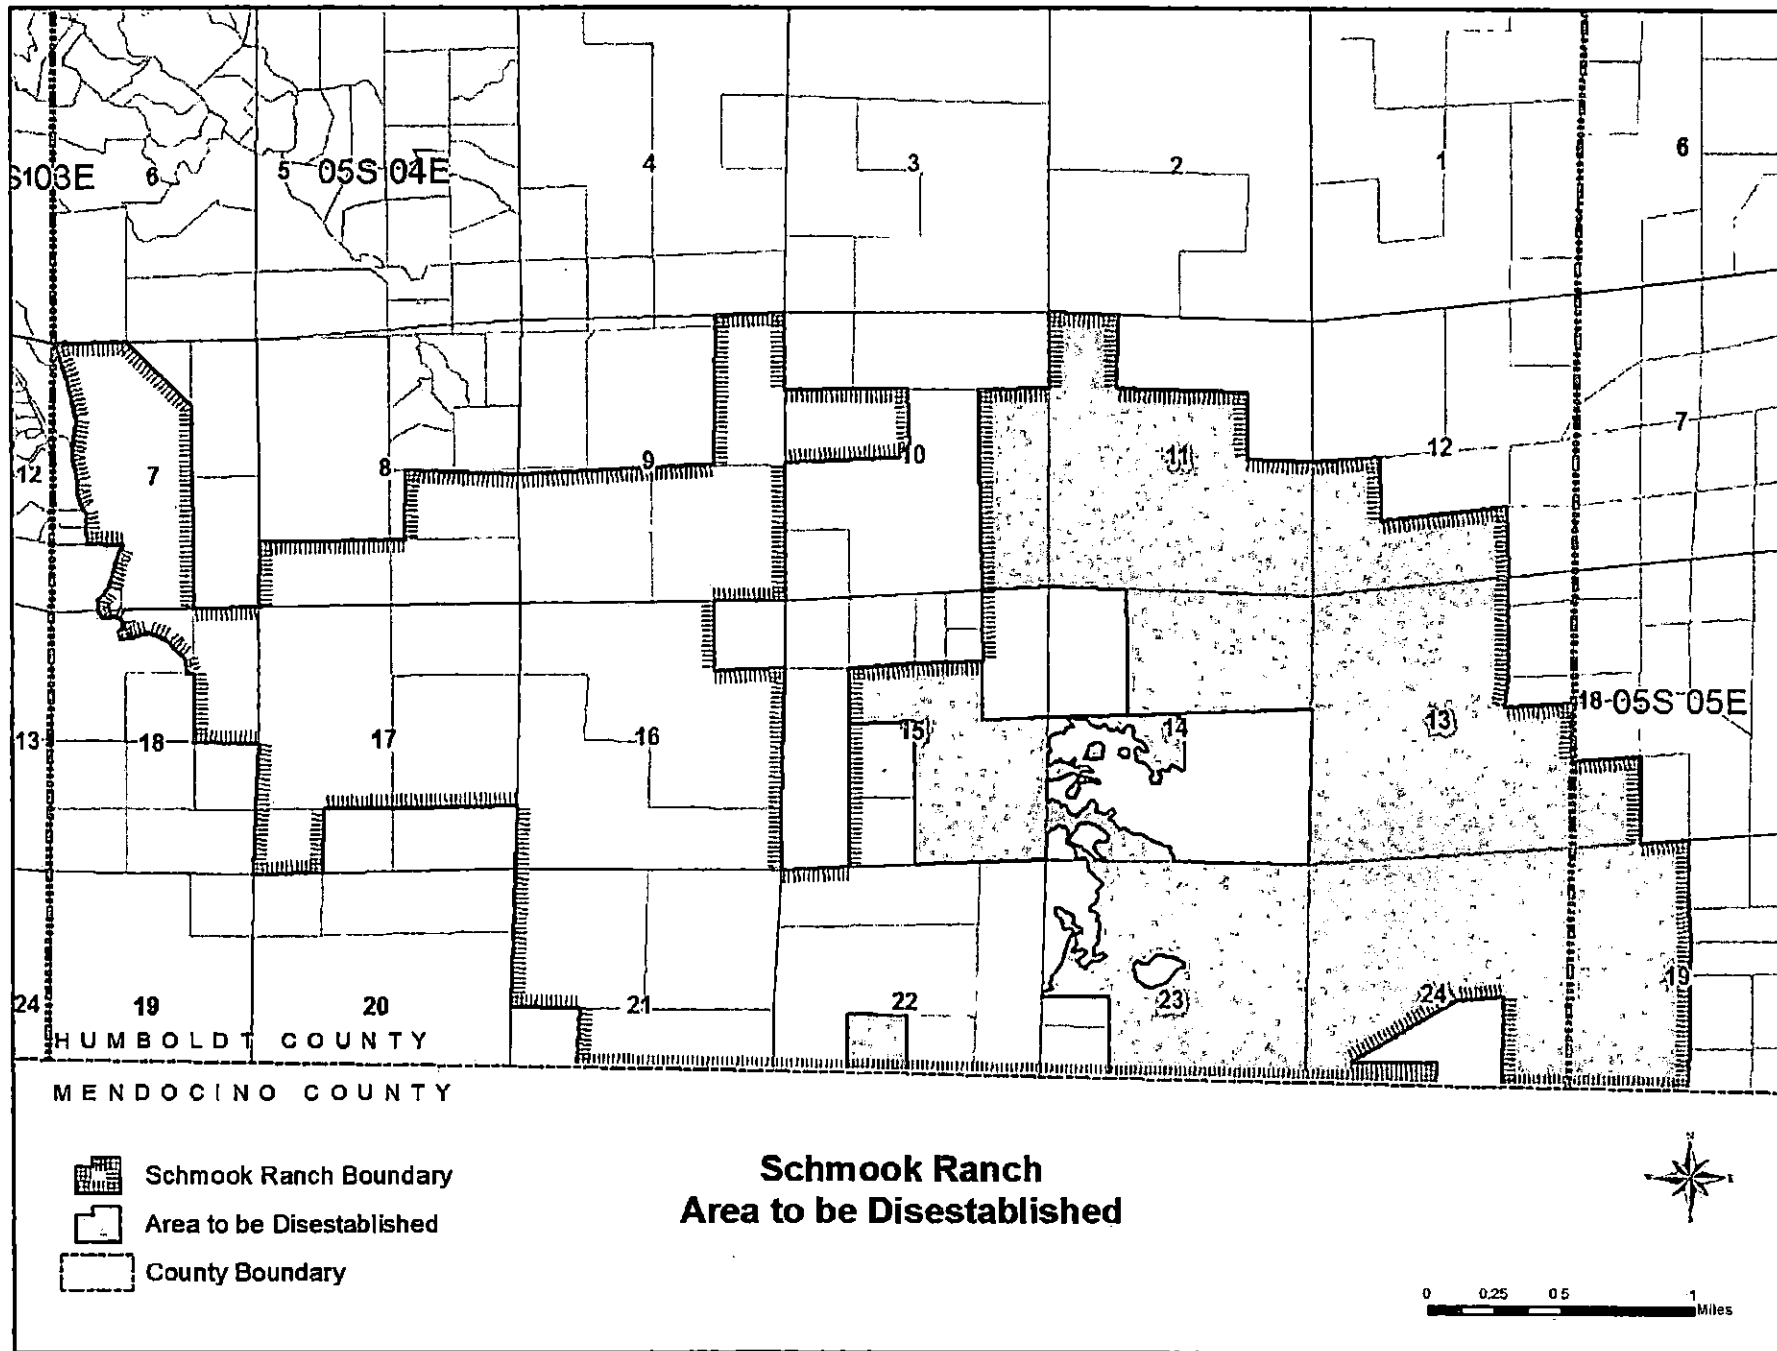 S 03E 6 5 05S 04E 4 3 2 1 6
12 7 8 9 10 11 12 7
13 18 17 16 15 14 13 18 05S 05E
24 19 20 21 22 23 24 19
HUMBOLDT COUNTY
MENDOCINO COUNTY
Schmook Ranch Boundary
Area to be Disestablished
County Boundary
Schmook Ranch
Area to be Disestablished
N
0 0.25 0.5 1
Miles